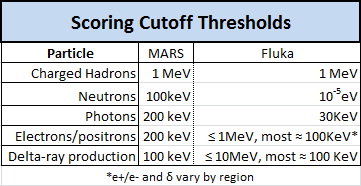 Scoring Cutoff Thresholds
Particle MARS Fluka
Charged Hadrons 1 MeV 1 MeV
Neutrons 100keV 10⁻⁵eV
Photons 200 keV 30KeV
Electrons/positrons 200 keV ≤ 1MeV, most ≈ 100KeV*
Delta-ray production 100 keV ≤ 10MeV, most ≈ 100 KeV
*e+/e- and δ vary by region